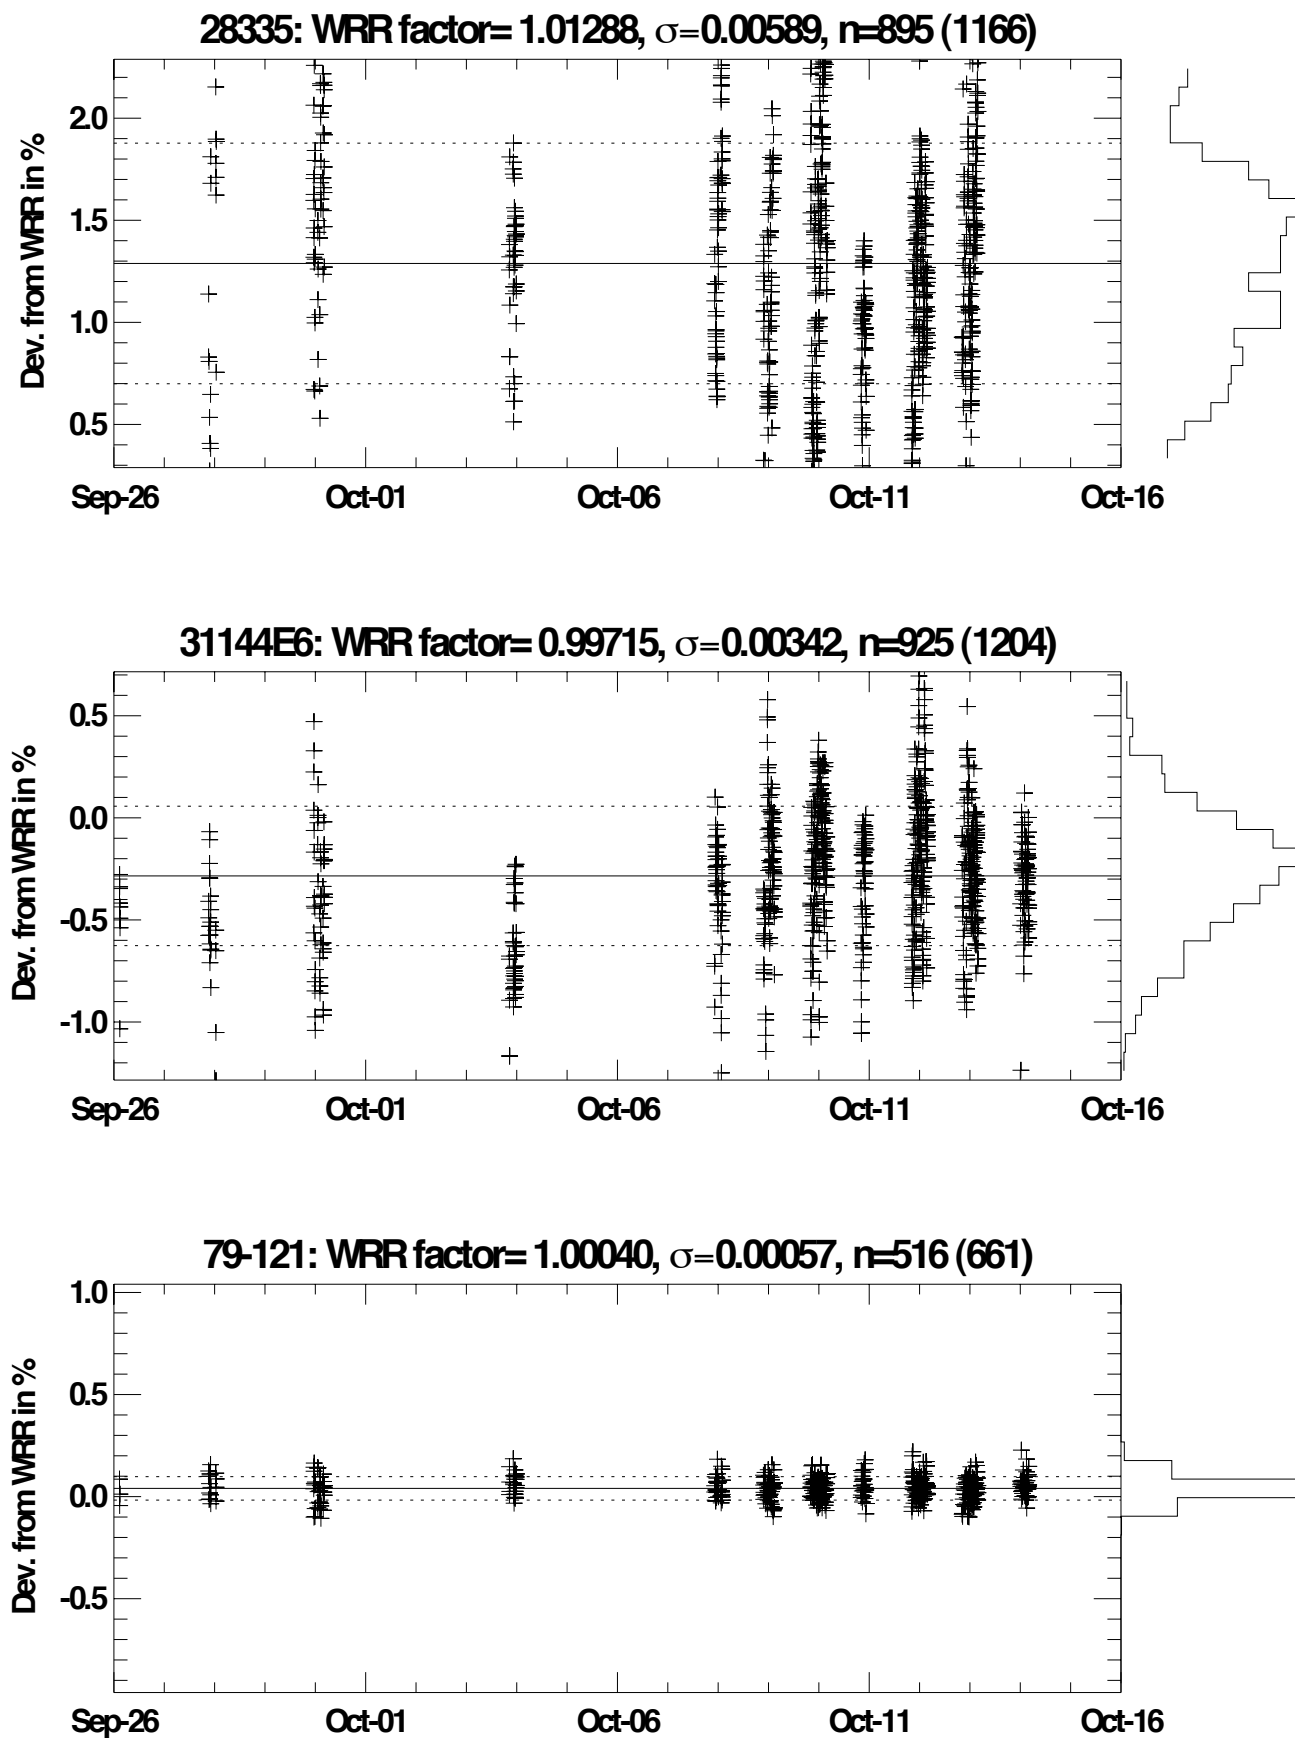 28335: WRR factor= 1.01288, σ=0.00589, n=895 (1166)
Dev. from WRR in %
2.0
1.5
1.0
0.5
Sep-26 Oct-01 Oct-06 Oct-11 Oct-16
31144E6: WRR factor= 0.99715, σ=0.00342, n=925 (1204)
Dev. from WRR in %
0.5
0.0
-0.5
-1.0
Sep-26 Oct-01 Oct-06 Oct-11 Oct-16
79-121: WRR factor= 1.00040, σ=0.00057, n=516 (661)
Dev. from WRR in %
1.0
0.5
0.0
-0.5
Sep-26 Oct-01 Oct-06 Oct-11 Oct-16